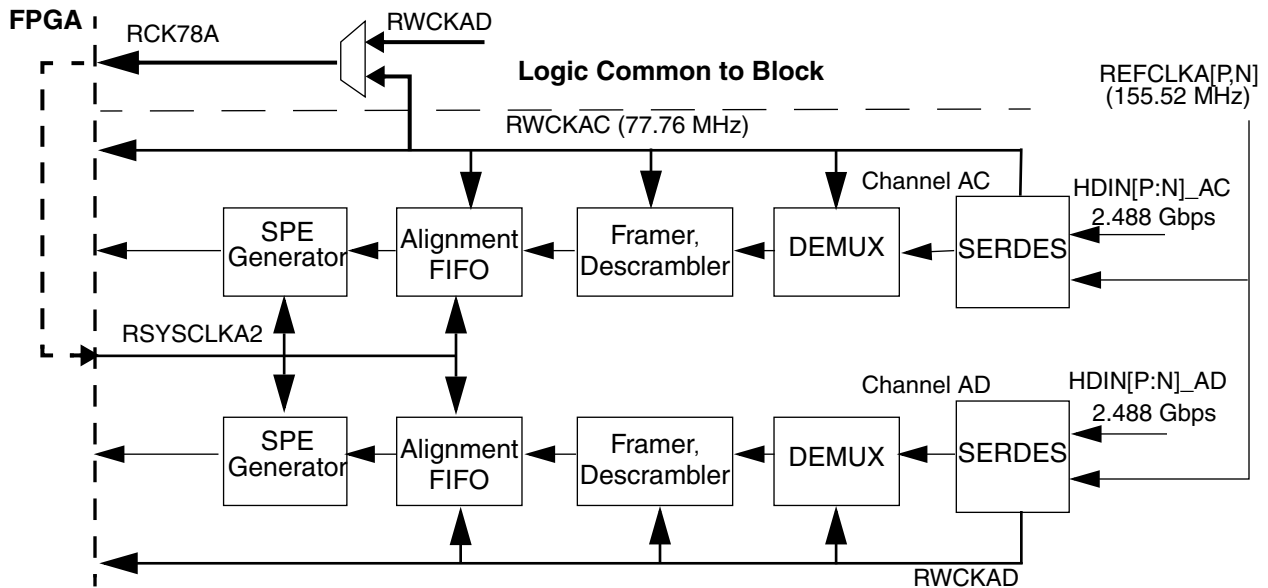 FPGA
RCK78A
RWCKAD
Logic Common to Block
REFCLKA[P,N]
(155.52 MHz)
RWCKAC (77.76 MHz)
Channel AC
HDIN[P:N]_AC
2.488 Gbps
SPE
Generator
Alignment
FIFO
Framer,
Descrambler
DEMUX
SERDES
RSYSCLKA2
Channel AD
HDIN[P:N]_AD
2.488 Gbps
SPE
Generator
Alignment
FIFO
Framer,
Descrambler
DEMUX
SERDES
RWCKAD